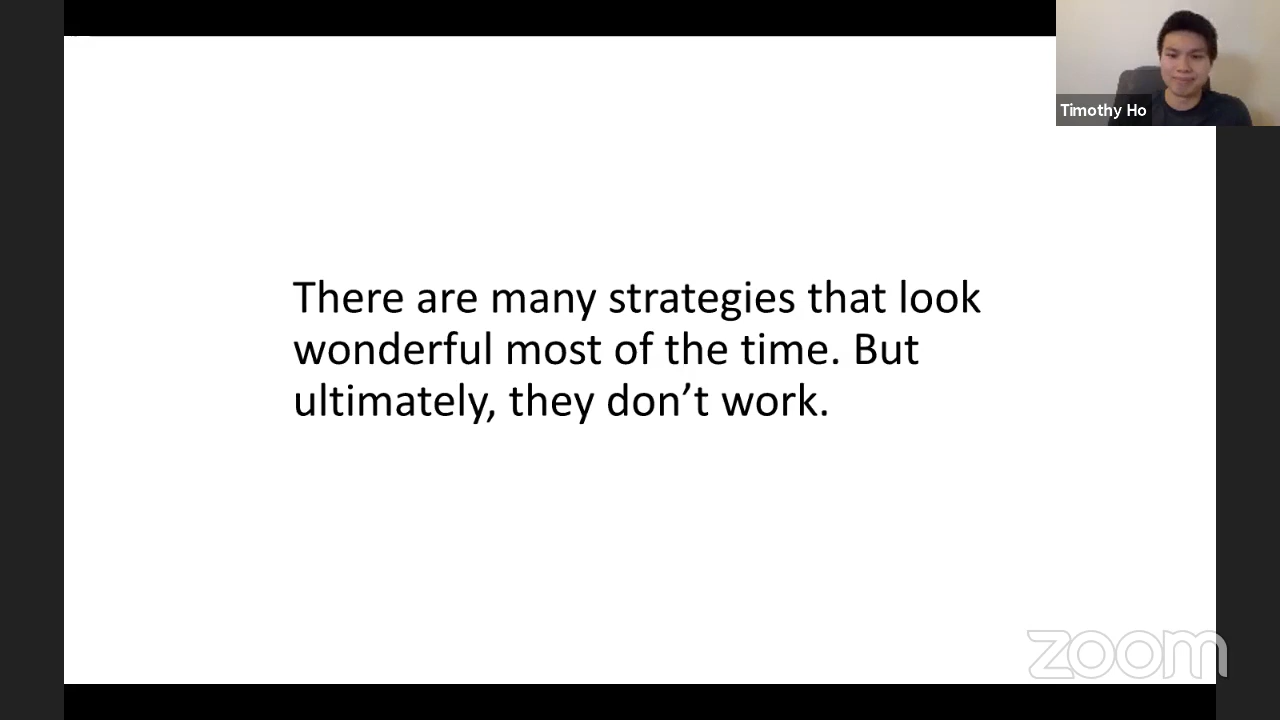 Timothy Ho
There are many strategies that look
wonderful most of the time. But
ultimately, they don’t work.
zoom